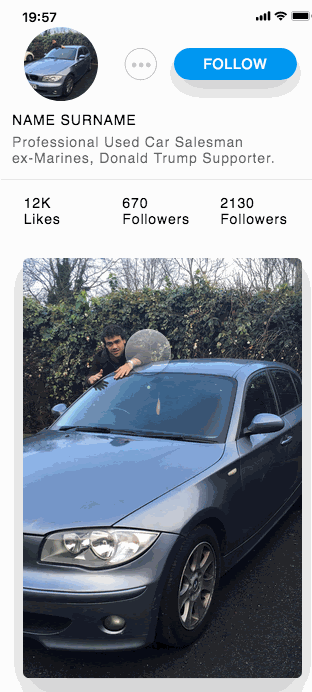 19:57
FOLLOW
NAME SURNAME
Professional Used Car Salesman
ex-Marines, Donald Trump Supporter.
12K 670 2130
Likes Followers Followers